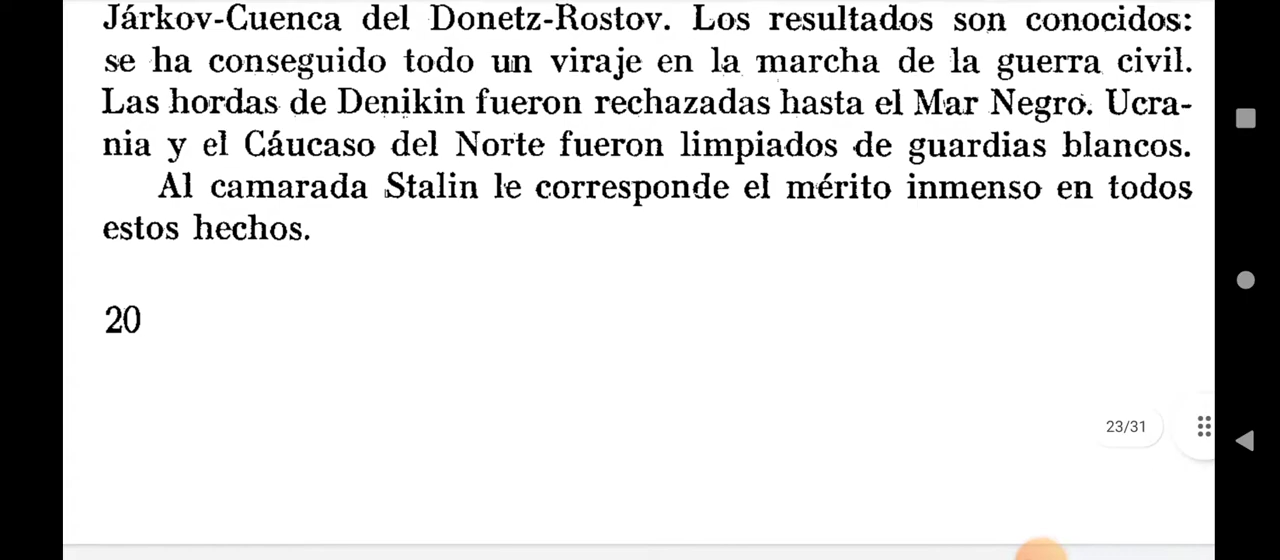 Járkov-Cuenca del Donetz-Rostov. Los resultados son conocidos:
se ha conseguido todo un viraje en la marcha de la guerra civil.
Las hordas de Denikin fueron rechazadas hasta el Mar Negro. Ucra-
nia y el Cáucaso del Norte fueron limpiados de guardias blancos.
Al camarada Stalin le corresponde el mérito inmenso en todos
estos hechos.
20
23/31